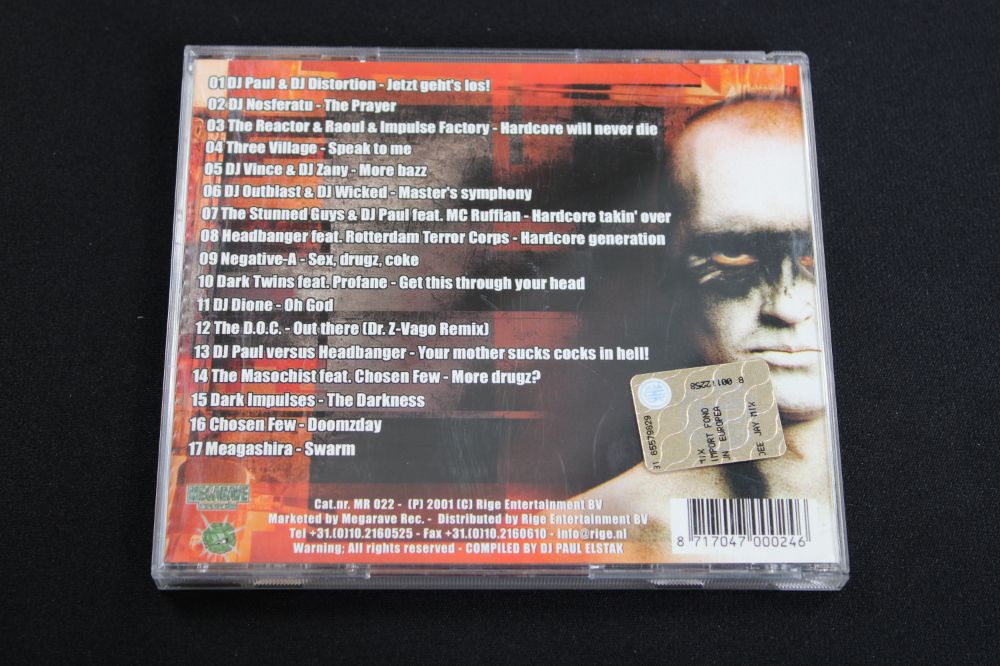 01 DJ Paul & DJ Distortion - Jetzt geht's los!
02 DJ Nosferatu - The Prayer
03 The Reactor & Raoul & Impulse Factory - Hardcore will never die
04 Three Village - Speak to me
05 DJ Vince & DJ Zany - More bazz
06 DJ Outblast & DJ Wicked - Master's symphony
07 The Stunned Guys & DJ Paul feat. MC Ruffian - Hardcore takin' over
08 Headbanger feat. Rotterdam Terror Corps - Hardcore generation
09 Negative-A - Sex, drugz, coke
10 Dark Twins feat. Profane - Get this through your head
11 DJ Dione - Oh God
12 The D.O.C. - Out there (Dr. Z-Vago Remix)
13 DJ Paul versus Headbanger - Your mother sucks cocks in hell!
14 The Masochist feat. Chosen Few - More drugz?
15 Dark Impulses - The Darkness
16 Chosen Few - Doomzday
17 Meagashira - Swarm
B 00112258
31 65579829
MIX
IMPORT FOND
UN EUROPEA
DEE JAY MIX
MEGARAVE
RECORDS
Cat.nr. MR 022 - (P) 2001 (C) Rige Entertainment BV
Marketed by Megarave Rec. - Distributed by Rige Entertainment BV
Tel +31.(0)10.2160525 - Fax +31.(0)10.2160610 - info@rige.nl
Warning; All rights reserved - COMPILED BY DJ PAUL ELSTAK
8 717047 000246